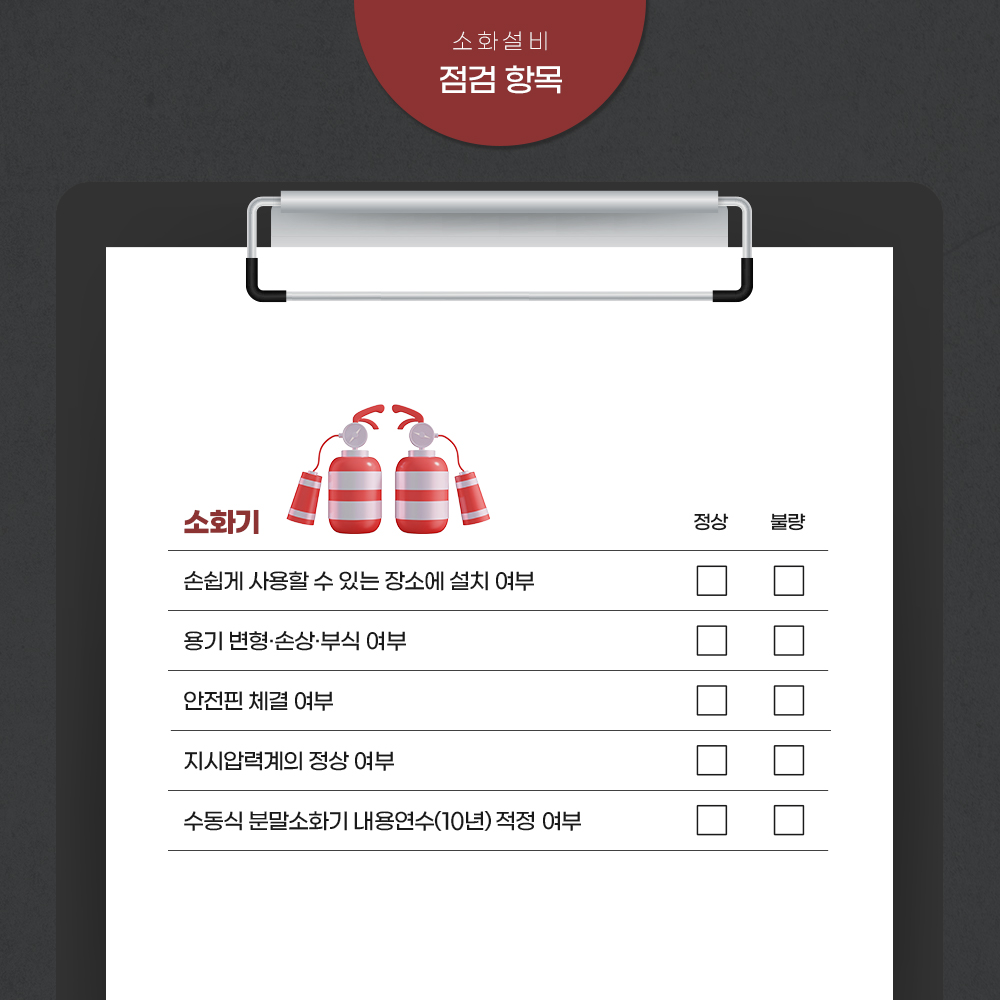 소화설비
점검 항목
소화기 정상 불량
손쉽게 사용할 수 있는 장소에 설치 여부
용기 변형·손상·부식 여부
안전핀 체결 여부
지시압력계의 정상 여부
수동식 분말소화기 내용연수(10년) 적정 여부